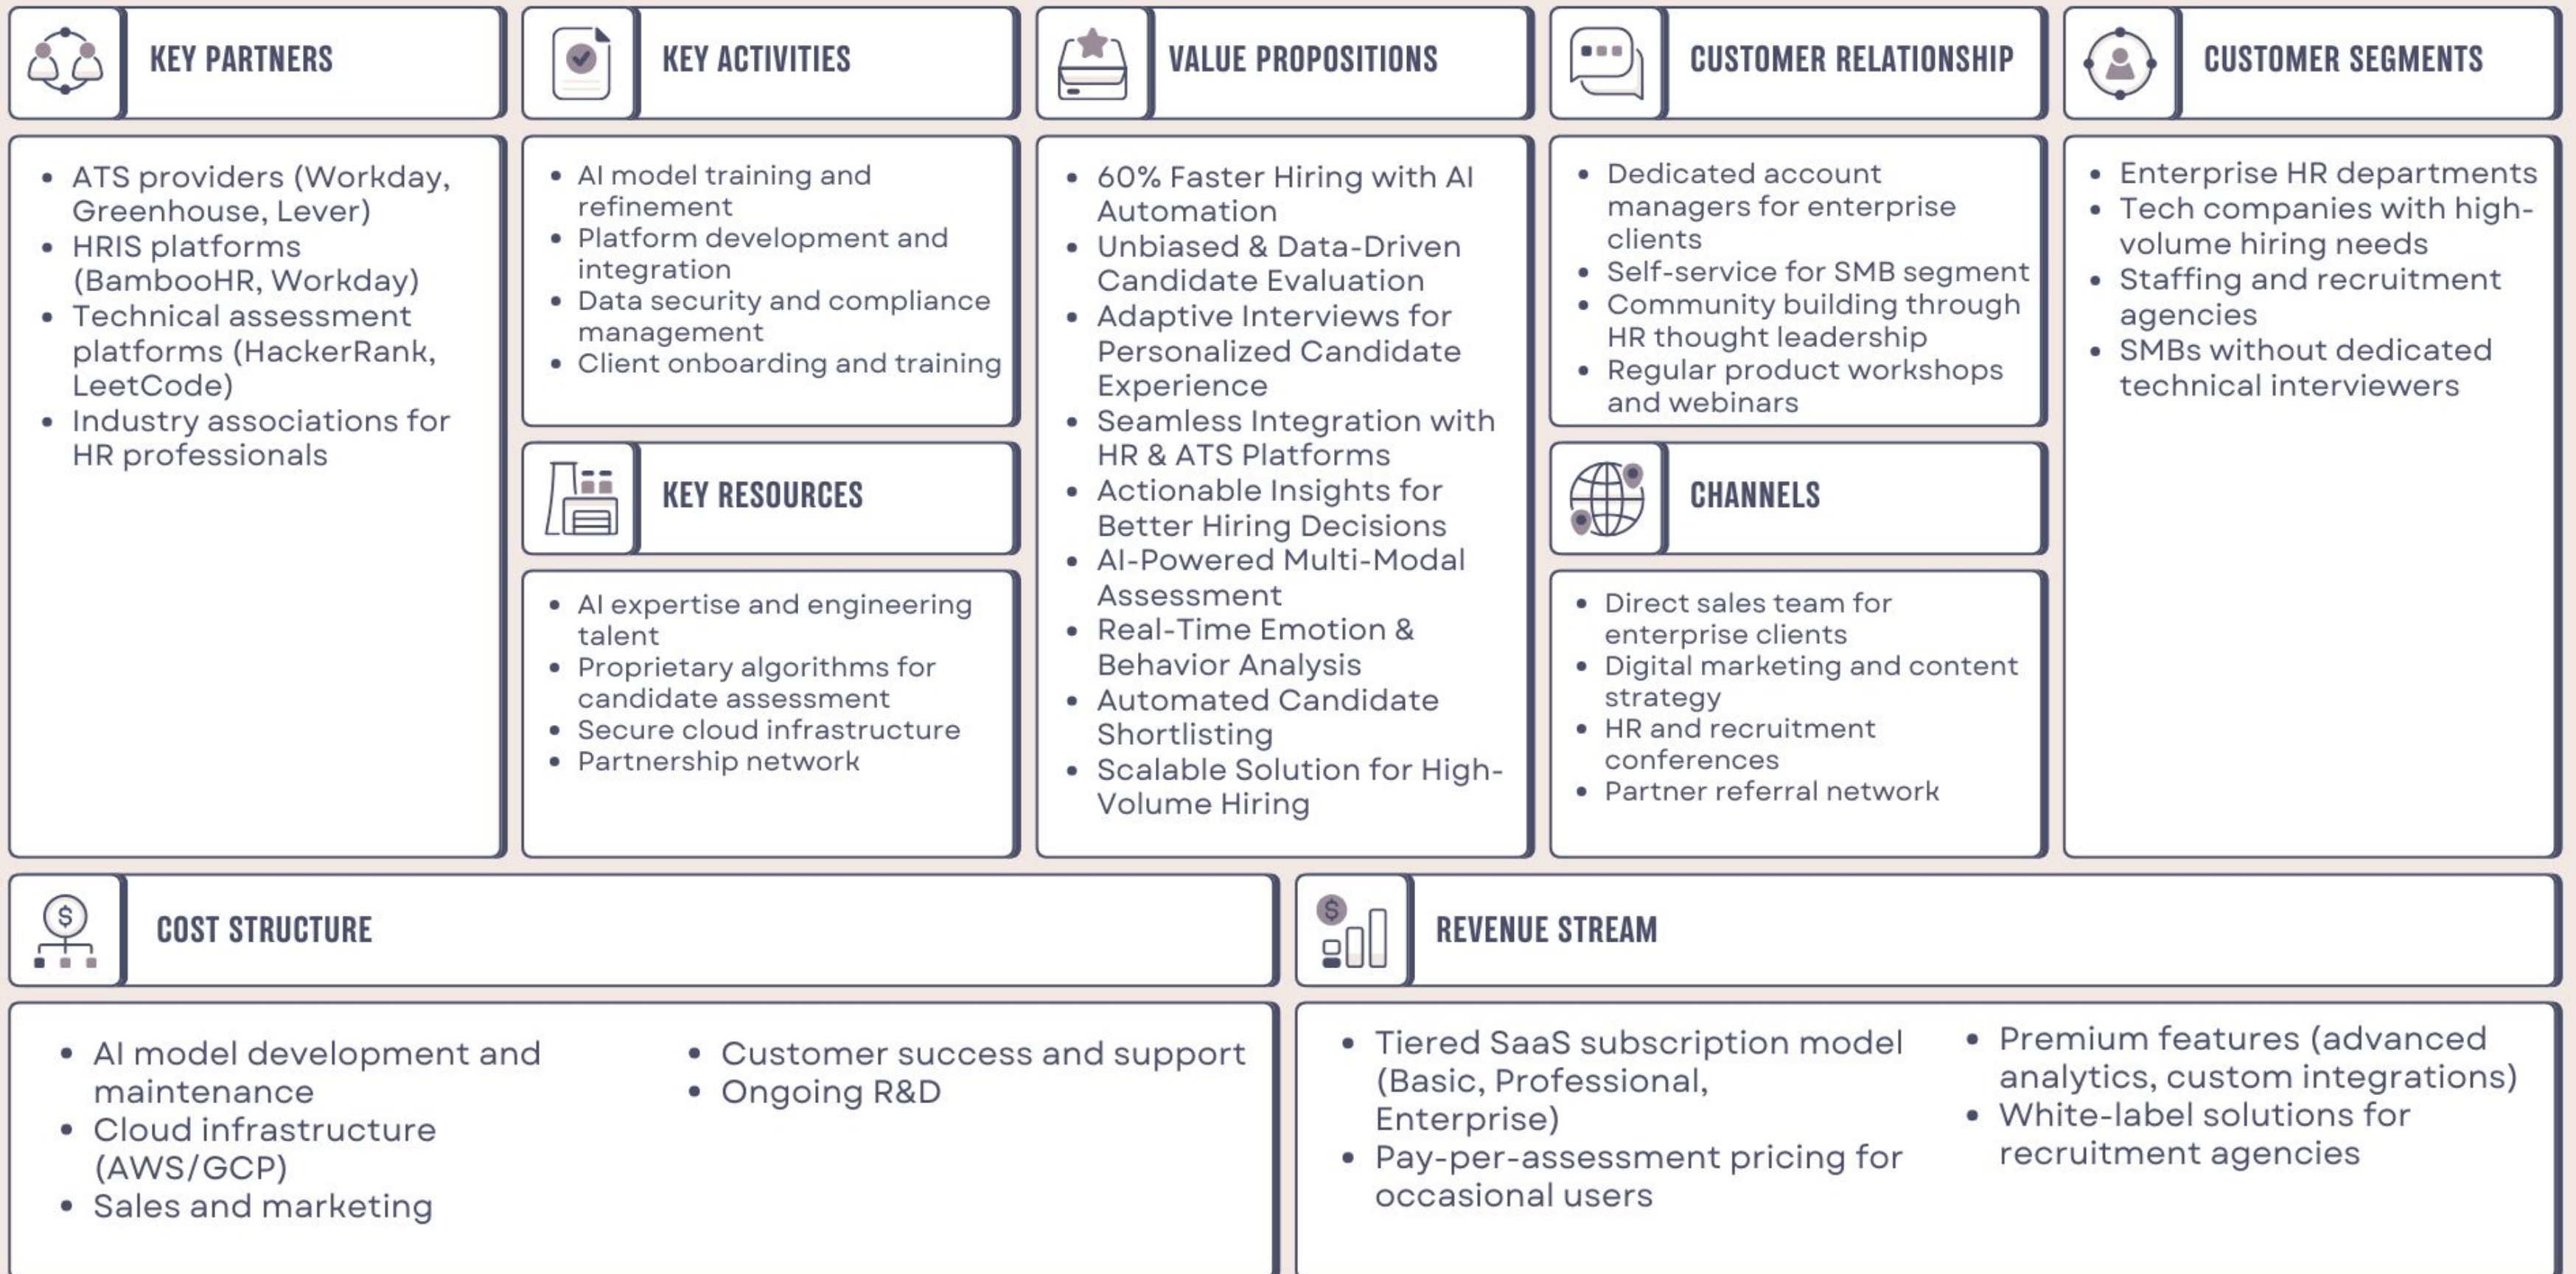 KEY PARTNERS
• ATS providers (Workday,
Greenhouse, Lever)
• HRIS platforms
(BambooHR, Workday)
• Technical assessment
platforms (HackerRank,
LeetCode)
• Industry associations for
HR professionals
KEY ACTIVITIES
• AI model training and
refinement
• Platform development and
integration
• Data security and compliance
management
• Client onboarding and training
KEY RESOURCES
• AI expertise and engineering
talent
• Proprietary algorithms for
candidate assessment
• Secure cloud infrastructure
• Partnership network
VALUE PROPOSITIONS
• 60% Faster Hiring with AI
Automation
• Unbiased & Data-Driven
Candidate Evaluation
• Adaptive Interviews for
Personalized Candidate
Experience
• Seamless Integration with
HR & ATS Platforms
• Actionable Insights for
Better Hiring Decisions
• AI-Powered Multi-Modal
Assessment
• Real-Time Emotion &
Behavior Analysis
• Automated Candidate
Shortlisting
• Scalable Solution for High-
Volume Hiring
CUSTOMER RELATIONSHIP
• Dedicated account
managers for enterprise
clients
• Self-service for SMB segment
• Community building through
HR thought leadership
• Regular product workshops
and webinars
CHANNELS
• Direct sales team for
enterprise clients
• Digital marketing and content
strategy
• HR and recruitment
conferences
• Partner referral network
CUSTOMER SEGMENTS
• Enterprise HR departments
• Tech companies with high-
volume hiring needs
• Staffing and recruitment
agencies
• SMBs without dedicated
technical interviewers
$
COST STRUCTURE
• AI model development and
maintenance
• Cloud infrastructure
(AWS/GCP)
• Sales and marketing
• Customer success and support
• Ongoing R&D
$
REVENUE STREAM
• Tiered SaaS subscription model
(Basic, Professional,
Enterprise)
• Pay-per-assessment pricing for
occasional users
• Premium features (advanced
analytics, custom integrations)
• White-label solutions for
recruitment agencies